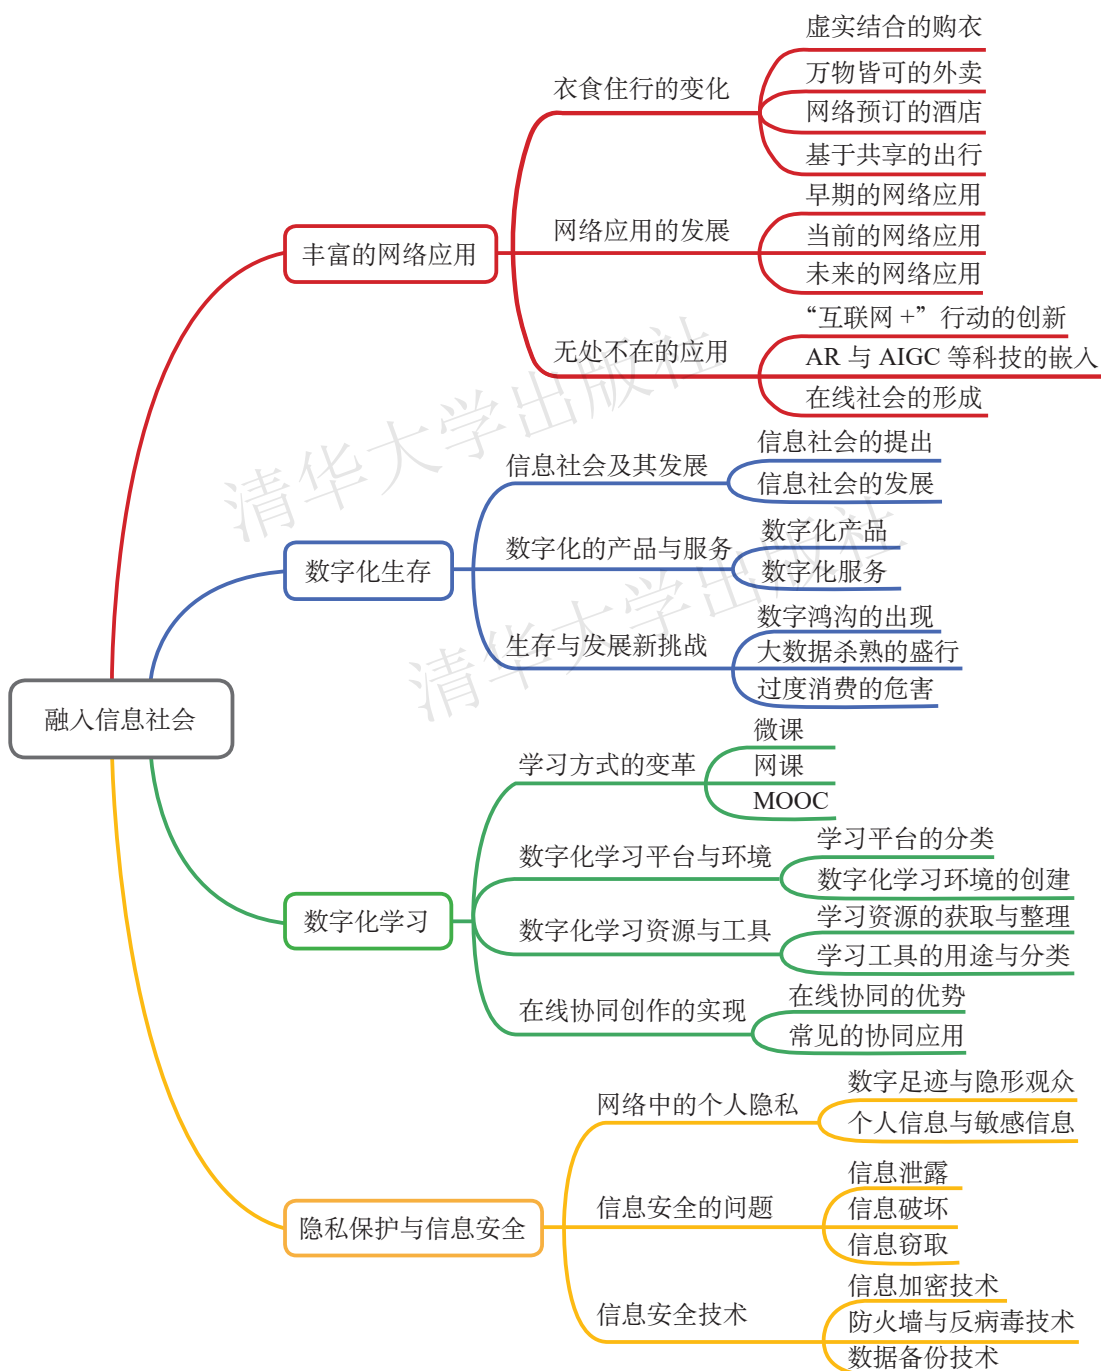 融入信息社会
丰富的网络应用
衣食住行的变化
虚实结合的购衣
万物皆可的外卖
网络预订的酒店
基于共享的出行
网络应用的发展
早期的网络应用
当前的网络应用
未来的网络应用
无处不在的应用
“互联网 +”行动的创新
AR 与 AIGC 等科技的嵌入
在线社会的形成
数字化生存
信息社会及其发展
信息社会的提出
信息社会的发展
数字化的产品与服务
数字化产品
数字化服务
生存与发展新挑战
数字鸿沟的出现
大数据杀熟的盛行
过度消费的危害
数字化学习
学习方式的变革
微课
网课
MOOC
数字化学习平台与环境
学习平台的分类
数字化学习环境的创建
数字化学习资源与工具
学习资源的获取与整理
学习工具的用途与分类
在线协同创作的实现
在线协同的优势
常见的协同应用
隐私保护与信息安全
网络中的个人隐私
数字足迹与隐形观众
个人信息与敏感信息
信息安全的问题
信息泄露
信息破坏
信息窃取
信息安全技术
信息加密技术
防火墙与反病毒技术
数据备份技术
清华大学出版社
清华大学出版社